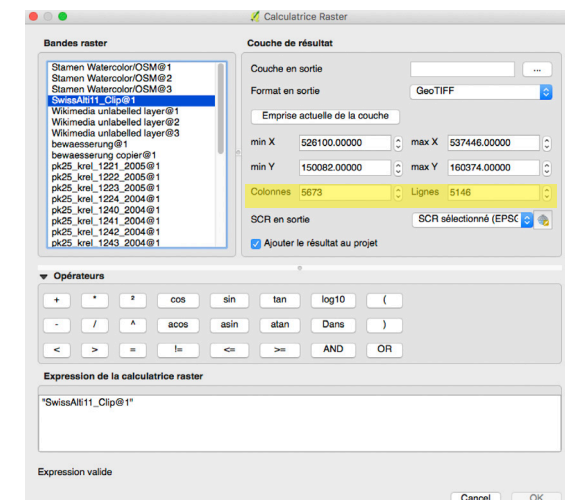 Calculatrice Raster
Bandes raster
Stamen Watercolor/OSM@1
Stamen Watercolor/OSM@2
Stamen Watercolor/OSM@3
SwissAlti11_Clip@1
Wikimedia unlabelled layer@1
Wikimedia unlabelled layer@2
Wikimedia unlabelled layer@3
bewaesserung@1
bewaesserung copier@1
pk25_krel_1221_2005@1
pk25_krel_1222_2005@1
pk25_krel_1223_2005@1
pk25_krel_1224_2004@1
pk25_krel_1240_2004@1
pk25_krel_1241_2004@1
pk25_krel_1242_2004@1
pk25_krel_1243_2004@1
Couche de résultat
Couche en sortie ...
Format en sortie GeoTIFF
Emprise actuelle de la couche
min X 526100.00000 max X 537446.00000
min Y 150082.00000 max Y 160374.00000
Colonnes 5673 Lignes 5146
SCR en sortie SCR sélectionné (EPSG
Ajouter le résultat au projet
Opérateurs
+ * ² cos sin tan log10 (
- / ^ acos asin atan Dans )
< > = != <= >= AND OR
Expression de la calculatrice raster
"SwissAlti11_Clip@1"
Expression valide
Cancel OK